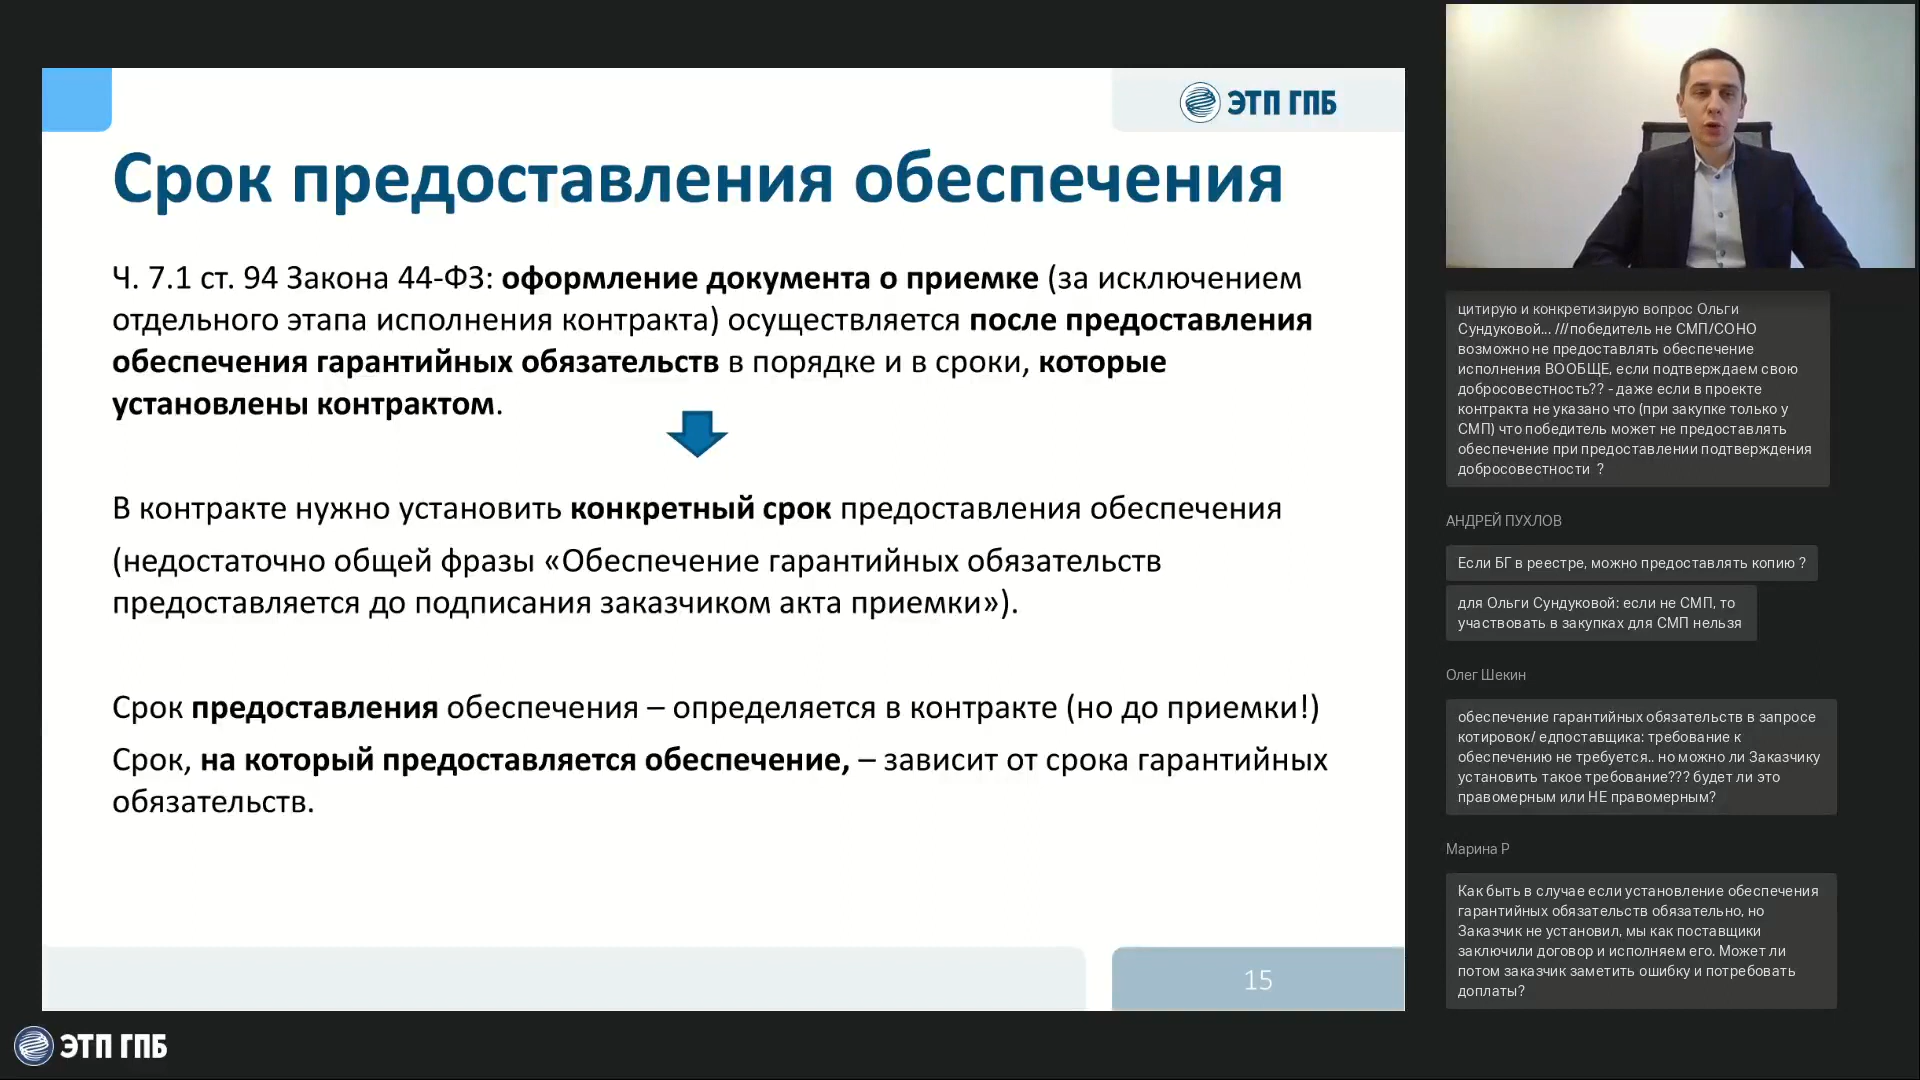 ЭТП ГПБ
Срок предоставления обеспечения
Ч. 7.1 ст. 94 Закона 44-ФЗ: оформление документа о приемке (за исключением
отдельного этапа исполнения контракта) осуществляется после предоставления
обеспечения гарантийных обязательств в порядке и в сроки, которые
установлены контрактом.
В контракте нужно установить конкретный срок предоставления обеспечения
(недостаточно общей фразы «Обеспечение гарантийных обязательств
предоставляется до подписания заказчиком акта приемки»).
Срок предоставления обеспечения – определяется в контракте (но до приемки!)
Срок, на который предоставляется обеспечение, – зависит от срока гарантийных
обязательств.
15
ЭТП ГПБ
цитирую и конкретизирую вопрос Ольги
Сундуковой... ///победитель не СМП/СОНО
возможно не предоставлять обеспечение
исполнения ВООБЩЕ, если подтверждаем свою
добросовестность?? - даже если в проекте
контракта не указано что (при закупке только у
СМП) что победитель может не предоставлять
обеспечение при предоставлении подтверждения
добросовестности ?
АНДРЕЙ ПУХЛОВ
Если БГ в реестре, можно предоставлять копию ?
для Ольги Сундуковой: если не СМП, то
участвовать в закупках для СМП нельзя
Олег Шекин
обеспечение гарантийных обязательств в запросе
котировок/ едпоставщика: требование к
обеспечению не требуется.. но можно ли Заказчику
установить такое требование??? будет ли это
правомерным или НЕ правомерным?
Марина Р
Как быть в случае если установление обеспечения
гарантийных обязательств обязательно, но
Заказчик не установил, мы как поставщики
заключили договор и исполняем его. Может ли
потом заказчик заметить ошибку и потребовать
доплаты?